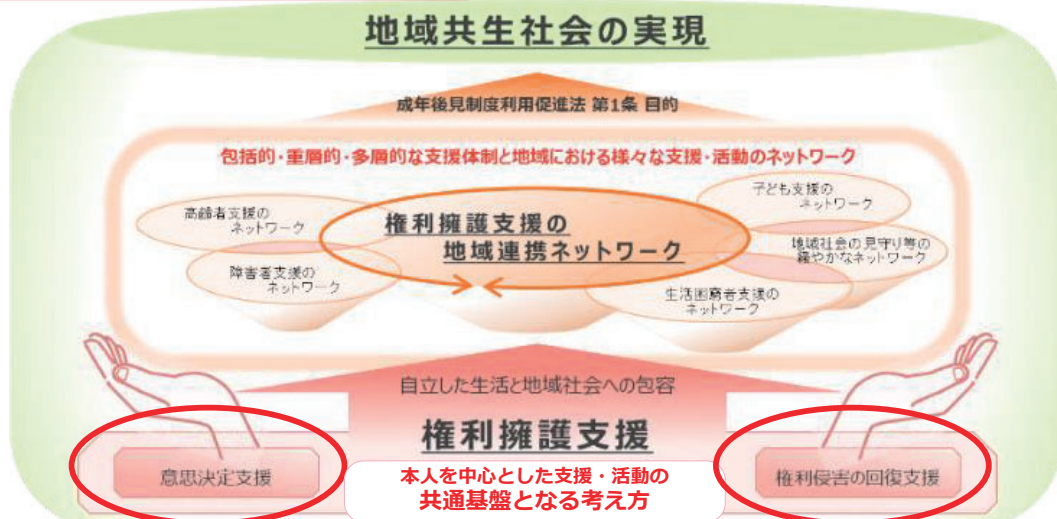 地域共生社会の実現
成年後見制度利用促進法 第1条 目的
包括的・重層的・多層的な支援体制と地域における様々な支援・活動のネットワーク
高齢者支援の
ネットワーク
障害者支援の
ネットワーク
権利擁護支援の
地域連携ネットワーク
子ども支援の
ネットワーク
地域社会の見守り等の
緩やかなネットワーク
生活困窮者支援の
ネットワーク
自立した生活と地域社会への包容
権利擁護支援
意思決定支援
本人を中心とした支援・活動の
共通基盤となる考え方
権利侵害の回復支援